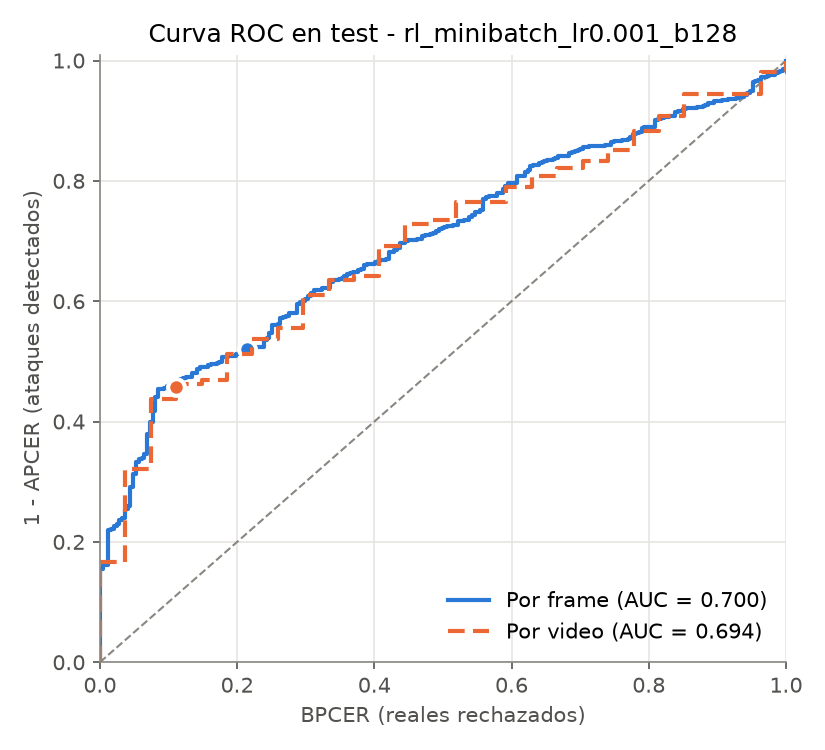 Curva ROC en test - rl_minibatch_lr0.001_b128
1 - APCER (ataques detectados)
1.0
0.8
0.6
0.4
0.2
0.0
Por frame (AUC = 0.700)
Por video (AUC = 0.694)
0.0 0.2 0.4 0.6 0.8 1.0
BPCER (reales rechazados)